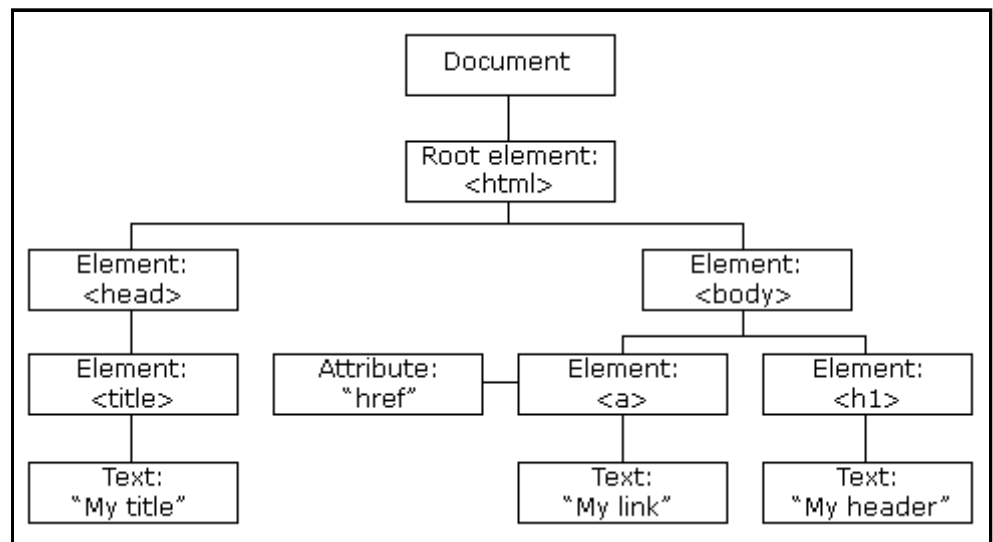 Document
Root element:
<html>
Element:
<head>
Element:
<body>
Element:
<title>
Attribute:
“href”
Element:
<a>
Element:
<h1>
Text:
“My title”
Text:
“My link”
Text:
“My header”